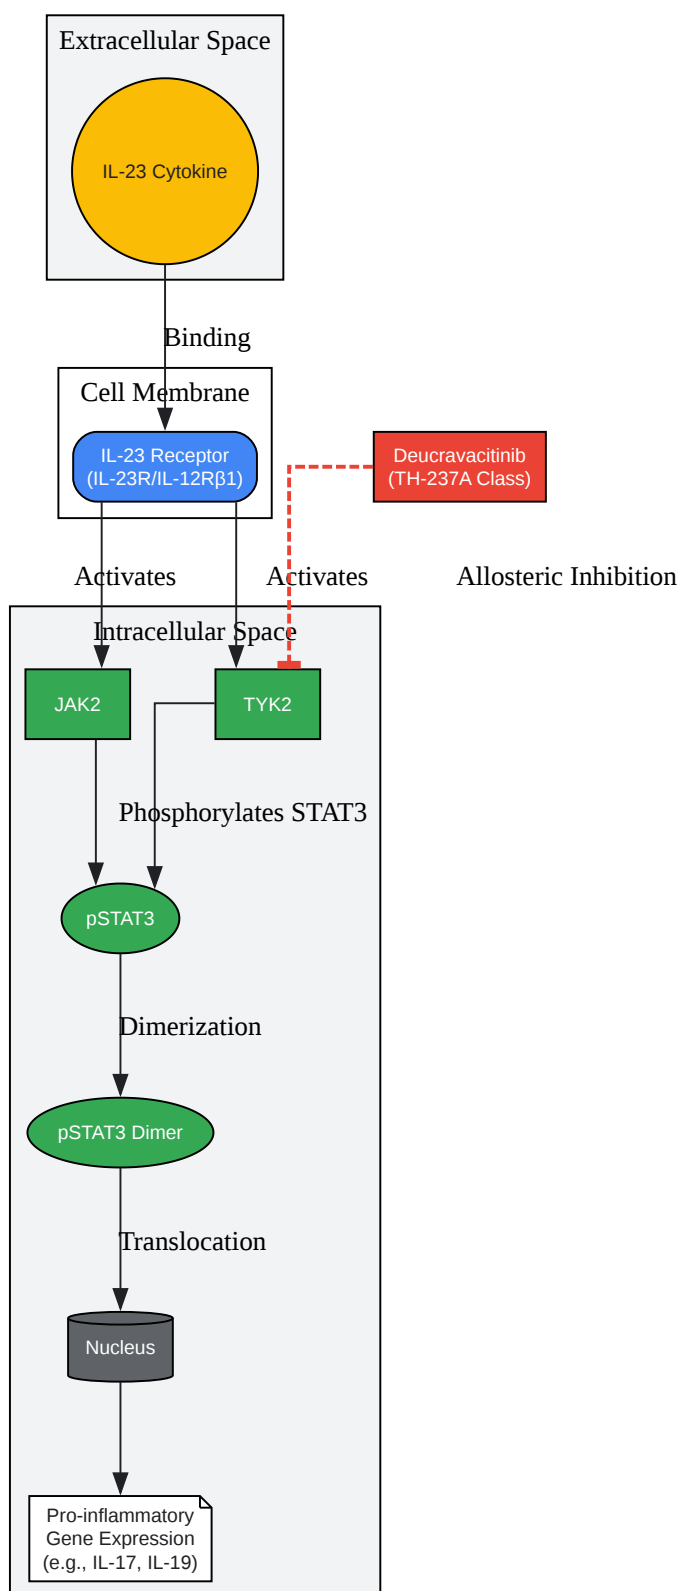 Extracellular Space
IL-23 Cytokine
Binding
Cell Membrane
IL-23 Receptor
(IL-23R/IL-12Rβ1)
Deucravacitinib
(TH-237A Class)
Activates
Activates
Allosteric Inhibition
Intracellular Space
JAK2
TYK2
Phosphorylates STAT3
pSTAT3
Dimerization
pSTAT3 Dimer
Translocation
Nucleus
Pro-inflammatory
Gene Expression
(e.g., IL-17, IL-19)